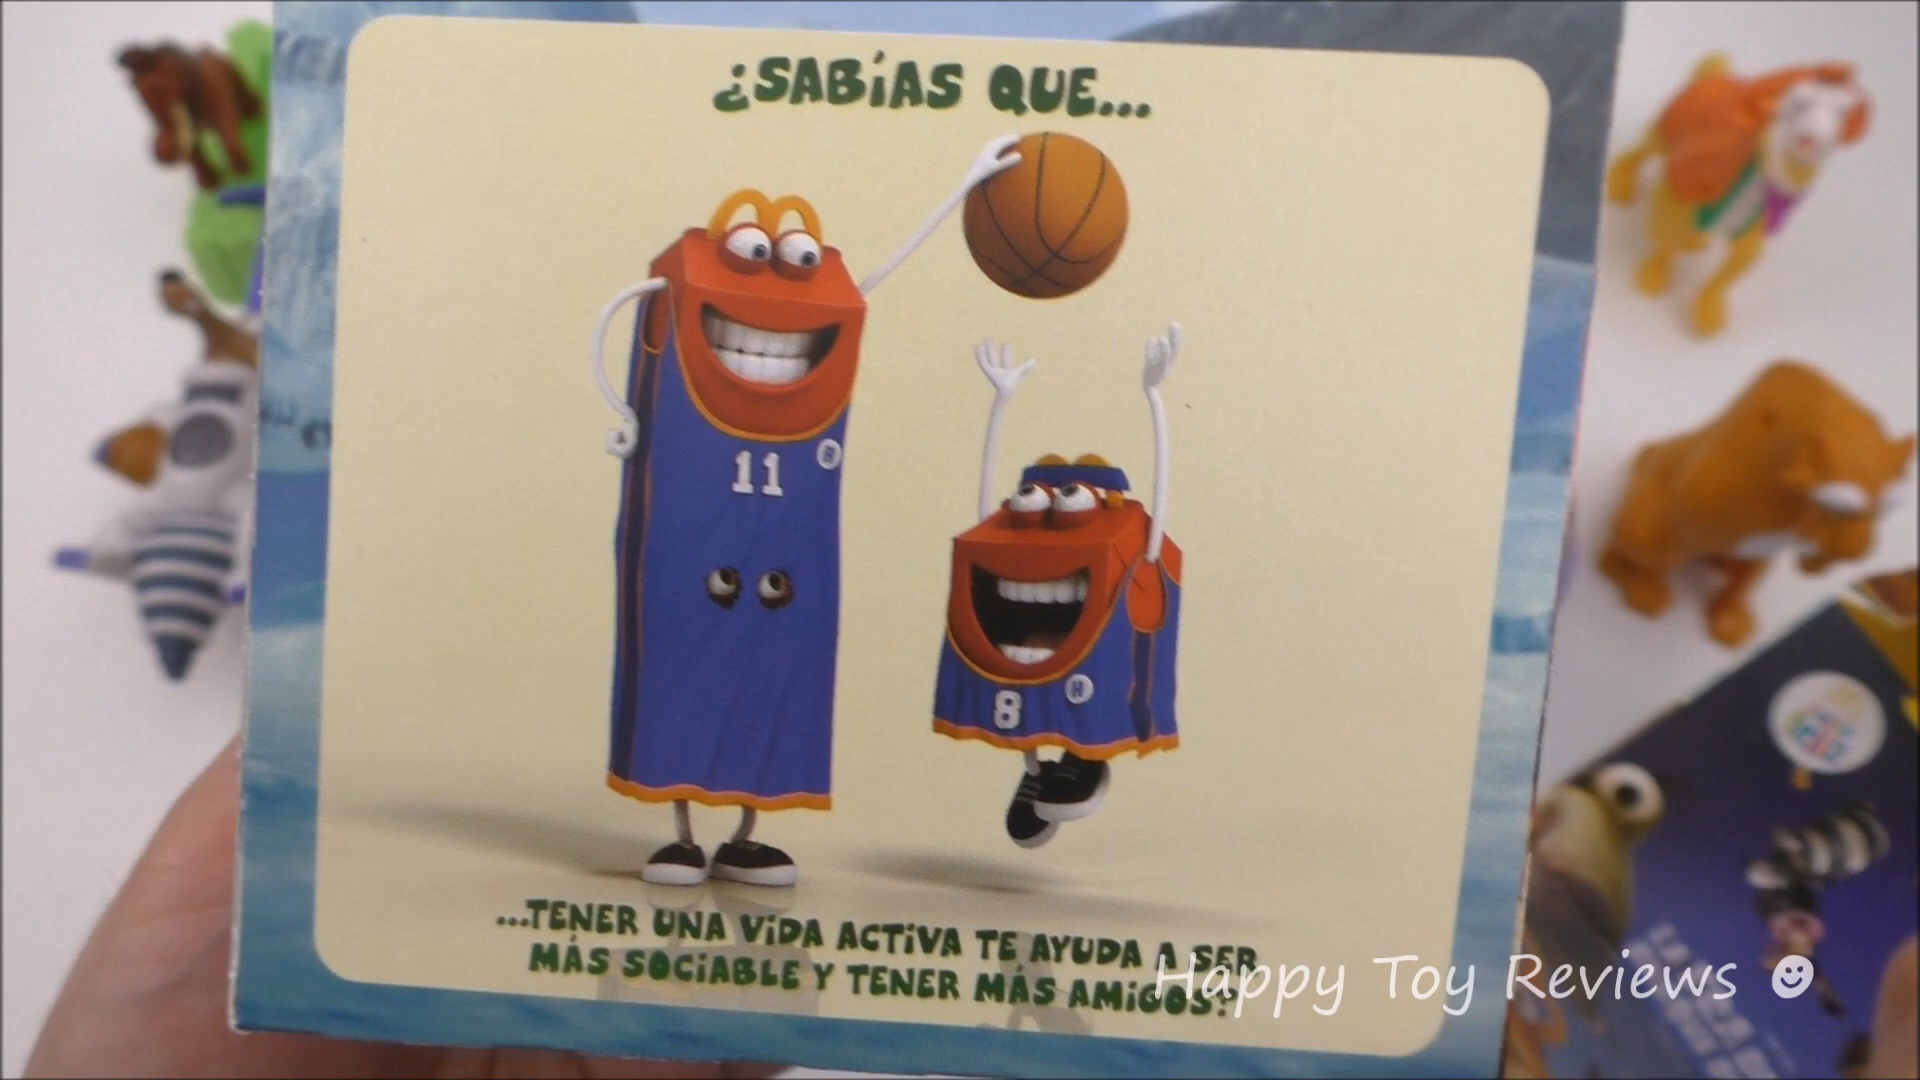 ¿SABÍAS QUE...
11
8
H
...TENER UNA VIDA ACTIVA TE AYUDA A SER
MÁS SOCIABLE Y TENER MÁS AMIGOS?
Happy Toy Reviews